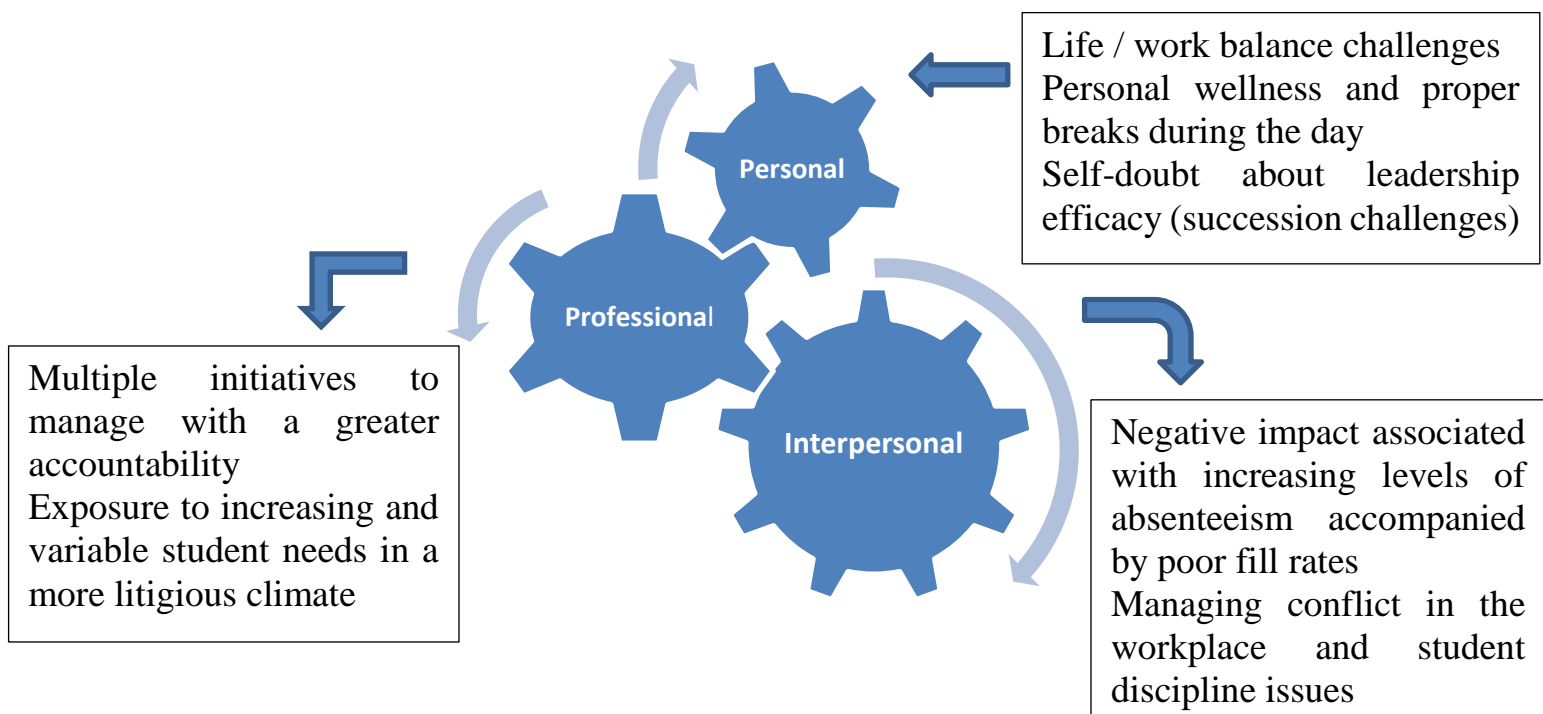 Life / work balance challenges
Personal wellness and proper
breaks during the day
Self-doubt about leadership
efficacy (succession challenges)
Personal
Professional
Interpersonal
Multiple initiatives to
manage with a greater
accountability
Exposure to increasing and
variable student needs in a
more litigious climate
Negative impact associated
with increasing levels of
absenteeism accompanied
by poor fill rates
Managing conflict in the
workplace and student
discipline issues